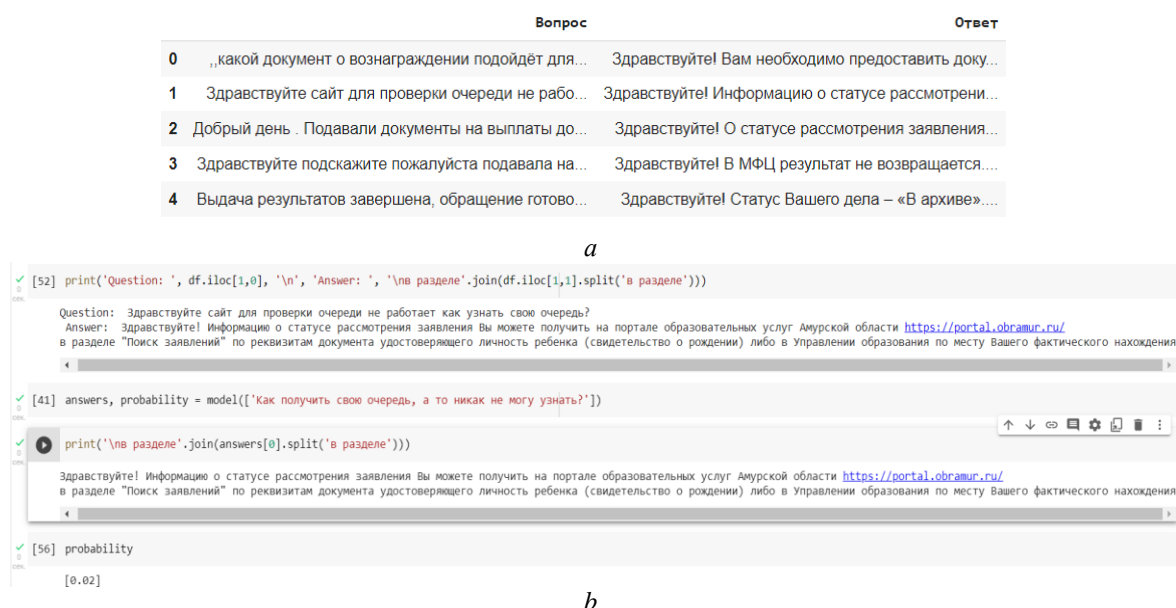 Вопрос Ответ
0 ,,какой документ о вознаграждении подойдёт для... Здравствуйте! Вам необходимо предоставить доку...
1 Здравствуйте сайт для проверки очереди не рабо... Здравствуйте! Информацию о статусе рассмотрени...
2 Добрый день . Подавали документы на выплаты до... Здравствуйте! О статусе рассмотрения заявления...
3 Здравствуйте подскажите пожалуйста подавала на... Здравствуйте! В МФЦ результат не возвращается....
4 Выдача результатов завершена, обращение готово... Здравствуйте! Статус Вашего дела – «В архиве»....
a
[52] print('Question: ', df.iloc[1,0], '\n', 'Answer: ', '\nв разделе'.join(df.iloc[1,1].split('в разделе')))
0
сек.
Question: Здравствуйте сайт для проверки очереди не работает как узнать свою очередь?
Answer: Здравствуйте! Информацию о статусе рассмотрения заявления Вы можете получить на портале образовательных услуг Амурской области https://portal.obramur.ru/
в разделе "Поиск заявлений" по реквизитам документа удостоверяющего личность ребенка (свидетельство о рождении) либо в Управлении образования по месту Вашего фактического нахождения
[41] answers, probability = model(['Как получить свою очередь, а то никак не могу узнать?'])
0
сек.
print('\nв разделе'.join(answers[0].split('в разделе')))
0
сек.
Здравствуйте! Информацию о статусе рассмотрения заявления Вы можете получить на портале образовательных услуг Амурской области https://portal.obramur.ru/
в разделе "Поиск заявлений" по реквизитам документа удостоверяющего личность ребенка (свидетельство о рождении) либо в Управлении образования по месту Вашего фактического нахождения
[56] probability
0
сек.
[0.02]
b